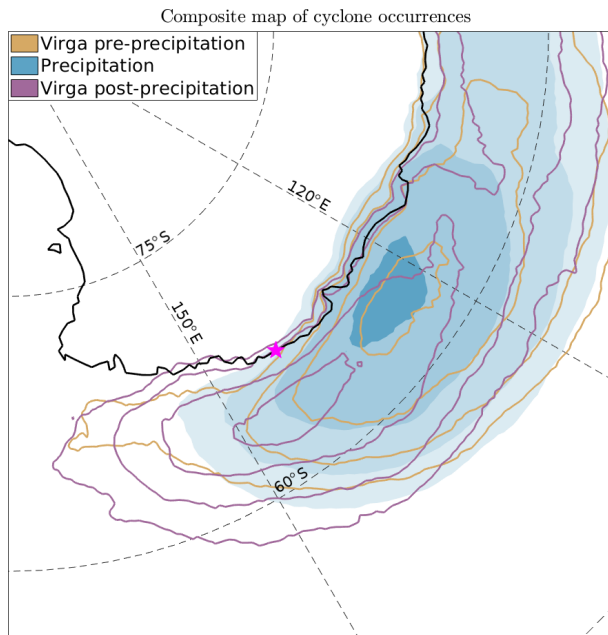 Composite map of cyclone occurrences
Virga pre-precipitation
Precipitation
Virga post-precipitation
120°E
75°S
150°E
60°S